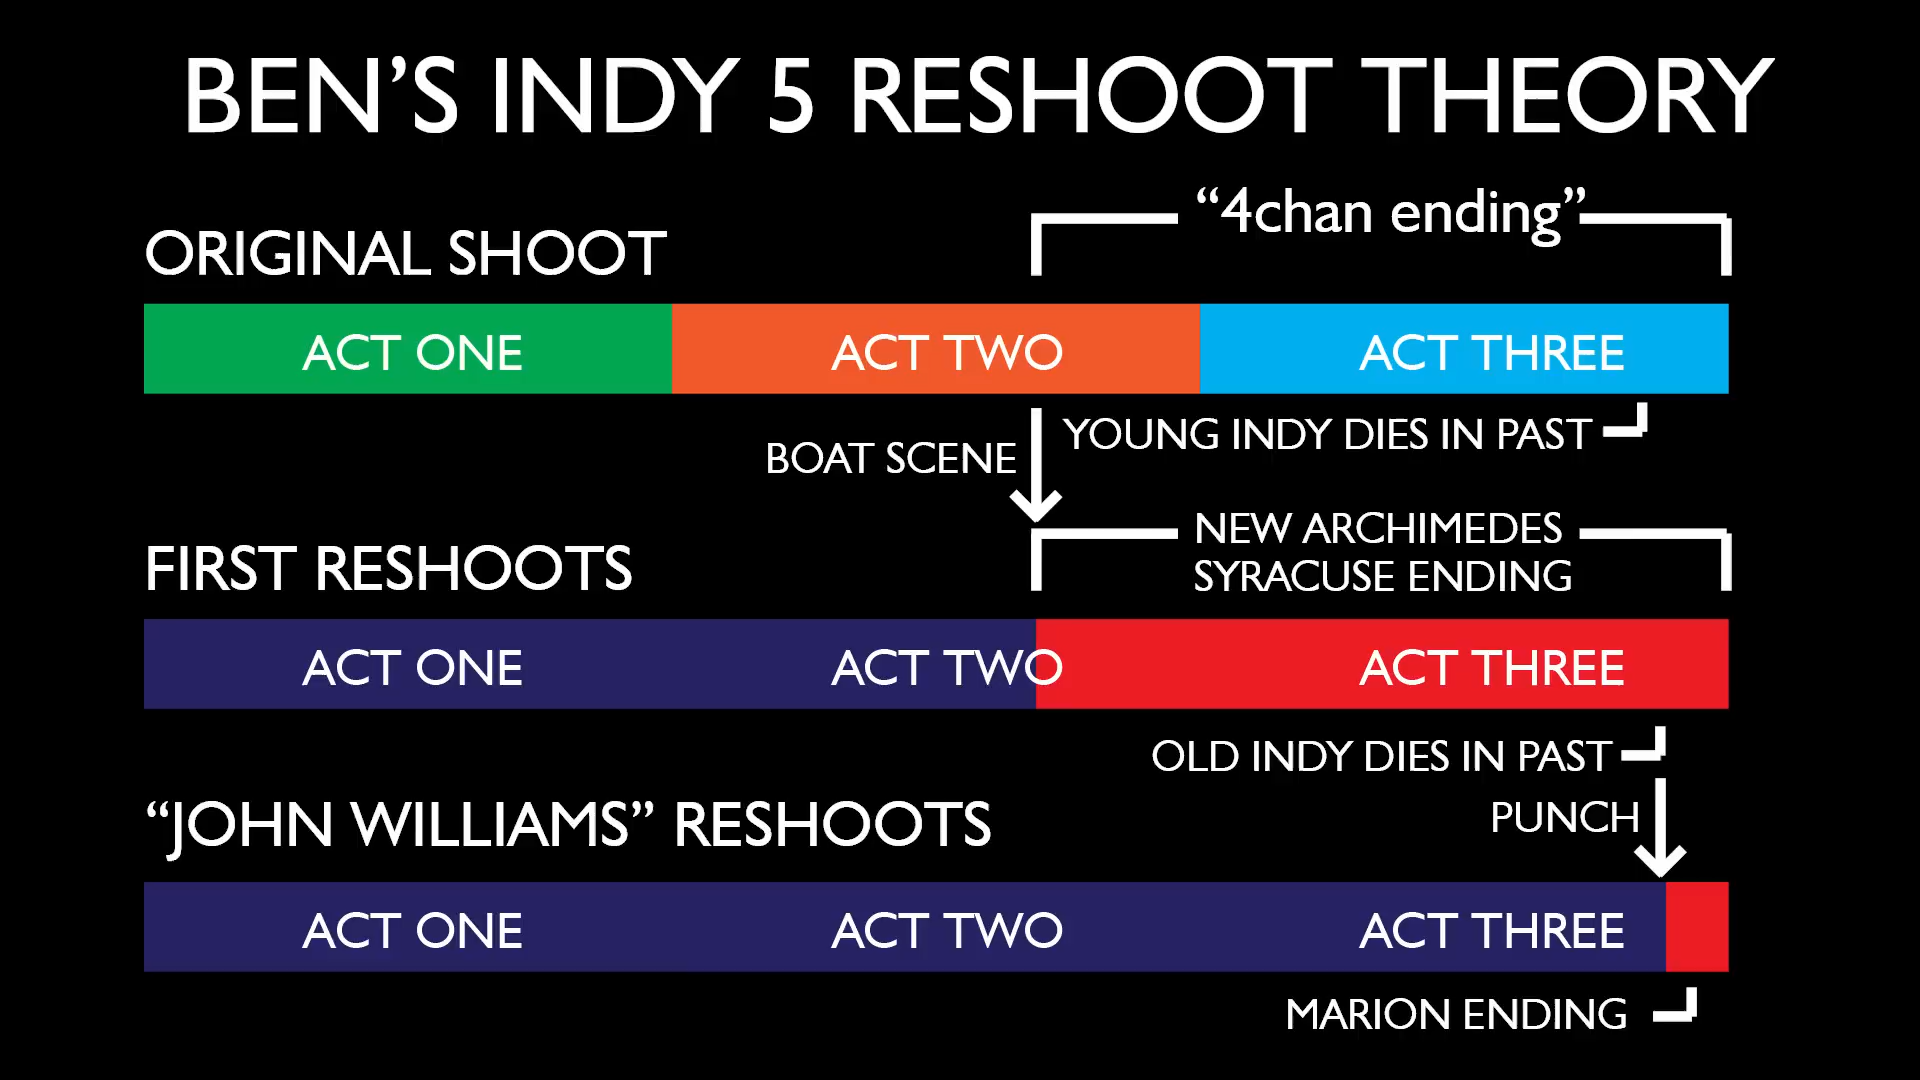 BEN’S INDY 5 RESHOOT THEORY
“4chan ending”
ORIGINAL SHOOT
ACT ONE
ACT TWO
ACT THREE
YOUNG INDY DIES IN PAST
BOAT SCENE
NEW ARCHIMEDES
SYRACUSE ENDING
FIRST RESHOOTS
ACT ONE
ACT TWO
ACT THREE
OLD INDY DIES IN PAST
PUNCH
“JOHN WILLIAMS” RESHOOTS
ACT ONE
ACT TWO
ACT THREE
MARION ENDING